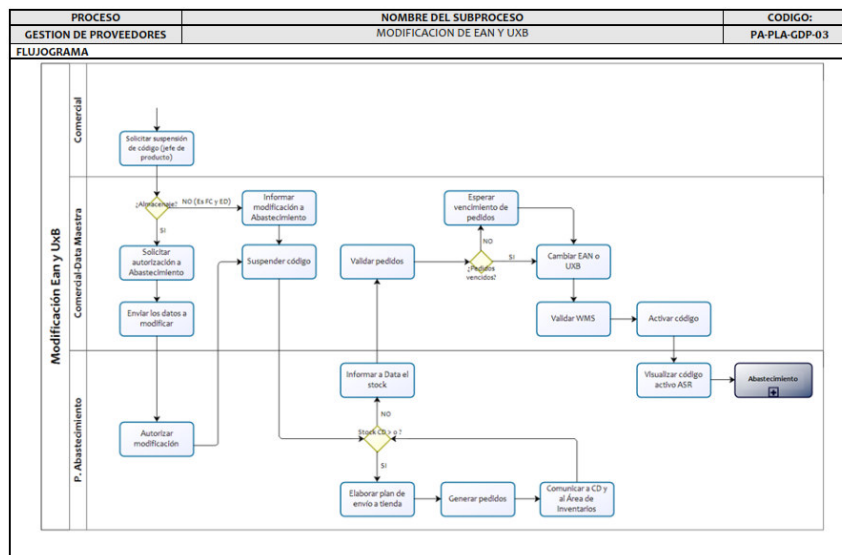 PROCESO
NOMBRE DEL SUBPROCESO
CODIGO:
GESTION DE PROVEEDORES
MODIFICACION DE EAN Y UXB
PA-PLA-GDP-03
FLUJOGRAMA
Modificación Ean y UxB
Comercial
Solicitar suspensión
de código (jefe de
producto)
Comercial-Data Maestra
¿Almacenaje?
NO (Ex FC y ED)
SI
Informar
modificación a
Abastecimiento
Solicitar
autorización a
Abastecimiento
Suspender código
Enviar los datos a
modificar
Validar pedidos
Esperar
vencimiento de
pedidos
NO
¿Pedidos
vencidos?
SI
Cambiar EAN o
UXB
Validar WMS
Activar código
P. Abastecimiento
Autorizar
modificación
Informar a Data el
stock
NO
Stock CD > 0 ?
SI
Elaborar plan de
envío a tienda
Generar pedidos
Comunicar a CD y
al Área de
Inventarios
Visualizar código
activo ASR
Abastecimiento